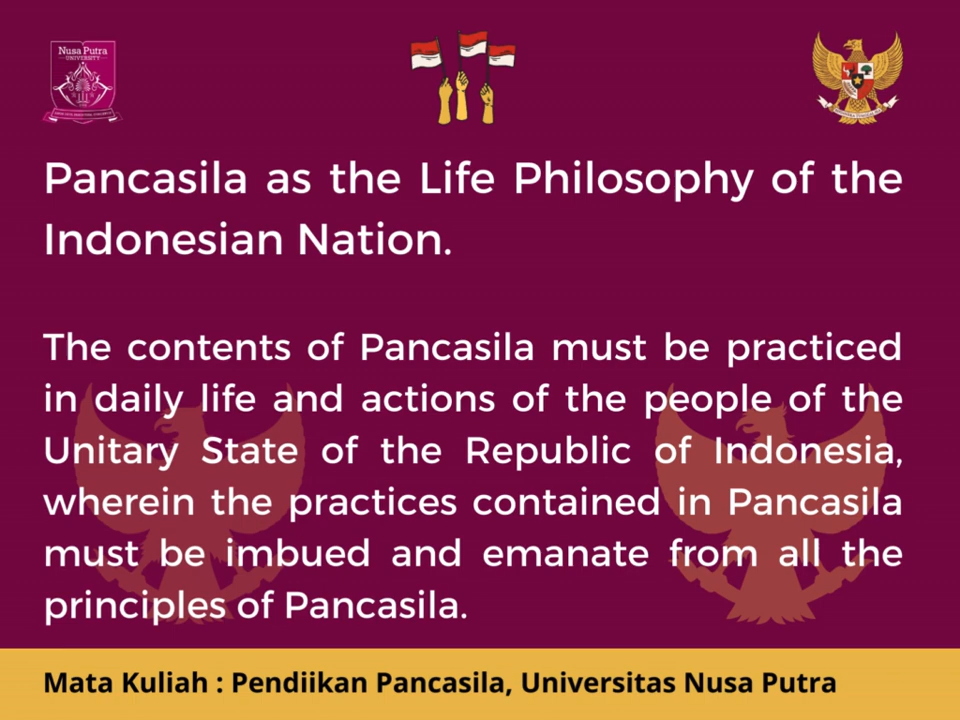 Nusa Putra
UNIVERSITY
Pancasila as the Life Philosophy of the
Indonesian Nation.
The contents of Pancasila must be practiced
in daily life and actions of the people of the
Unitary State of the Republic of Indonesia,
wherein the practices contained in Pancasila
must be imbued and emanate from all the
principles of Pancasila.
Mata Kuliah : Pendiikan Pancasila, Universitas Nusa Putra